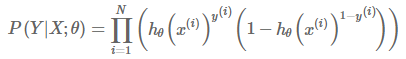 P(Y|X;θ) = ∏_{i=1}^{N} (h_θ(x^{(i)})^{y^{(i)}} (1 − h_θ(x^{(i)})^{1−y^{(i)}}))